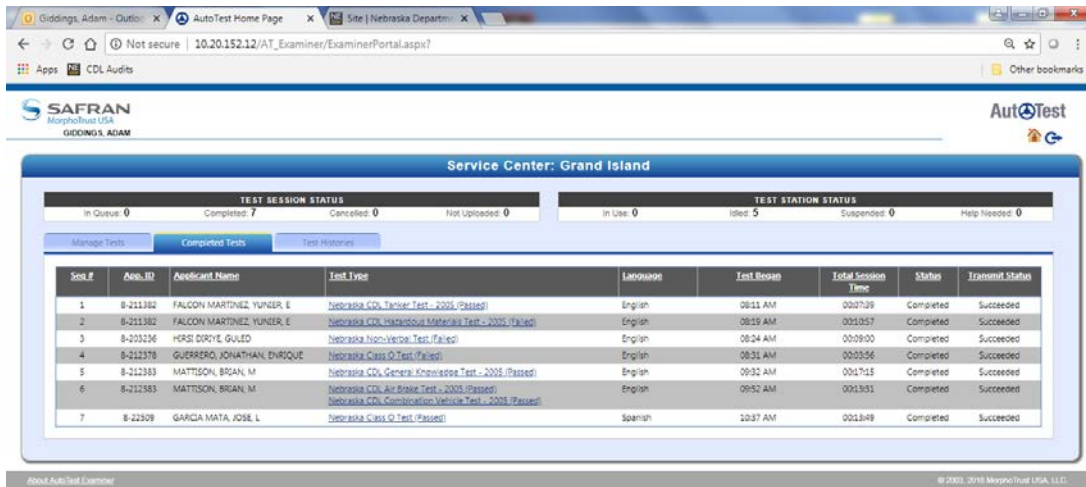 Giddings, Adam - Outloo
AutoTest Home Page
Site | Nebraska Departme
Not secure | 10.20.152.12/AT_Examiner/ExaminerPortal.aspx?
Apps CDL Audits Other bookmarks
SAFRAN
MorphoTrust USA
GIDDINGS, ADAM
AutoTest
Service Center: Grand Island
TEST SESSION STATUS
In Queue: 0 Completed: 7 Cancelled: 0 Not Uploaded: 0
TEST STATION STATUS
In Use: 0 Idled: 5 Suspended: 0 Help Needed: 0
Manage Tests Completed Tests Test Histories
Seq # App. ID Applicant Name Test Type Language Test Began Total Session Time Status Transmit Status
1 8-211382 FALCON MARTINEZ, YUNIER, E Nebraska CDL Tanker Test - 2005 (Passed) English 08:11 AM 00:07:39 Completed Succeeded
2 8-211382 FALCON MARTINEZ, YUNIER, E Nebraska CDL Hazardous Materials Test - 2005 (Failed) English 08:19 AM 00:10:57 Completed Succeeded
3 8-203236 HIRSI DIRIYE, GULED Nebraska Non-Verbal Test (Failed) English 08:24 AM 00:09:00 Completed Succeeded
4 8-212378 GUERRERO, JONATHAN, ENRIQUE Nebraska Class O Test (Failed) English 08:31 AM 00:03:56 Completed Succeeded
5 8-212383 MATTISON, BRIAN, M Nebraska CDL General Knowledge Test - 2005 (Passed) English 09:32 AM 00:17:15 Completed Succeeded
6 8-212383 MATTISON, BRIAN, M Nebraska CDL Air Brake Test - 2005 (Passed) English 09:52 AM 00:13:31 Completed Succeeded
Nebraska CDL Combination Vehicle Test - 2005 (Passed)
7 8-22509 GARCIA MATA, JOSE, L Nebraska Class O Test (Passed) Spanish 10:37 AM 00:13:49 Completed Succeeded
About AutoTest Examiner © 2003, 2010 MorphoTrust USA, LLC.